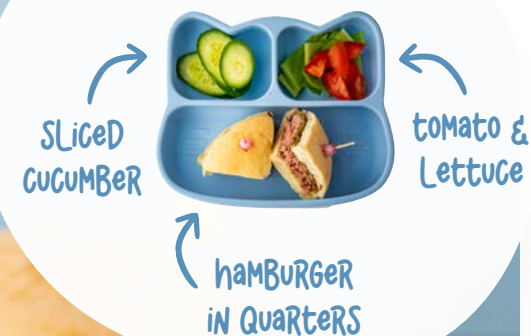 SLiceD
cucumBer
tomato &
Lettuce
hamBurger
in Quarters